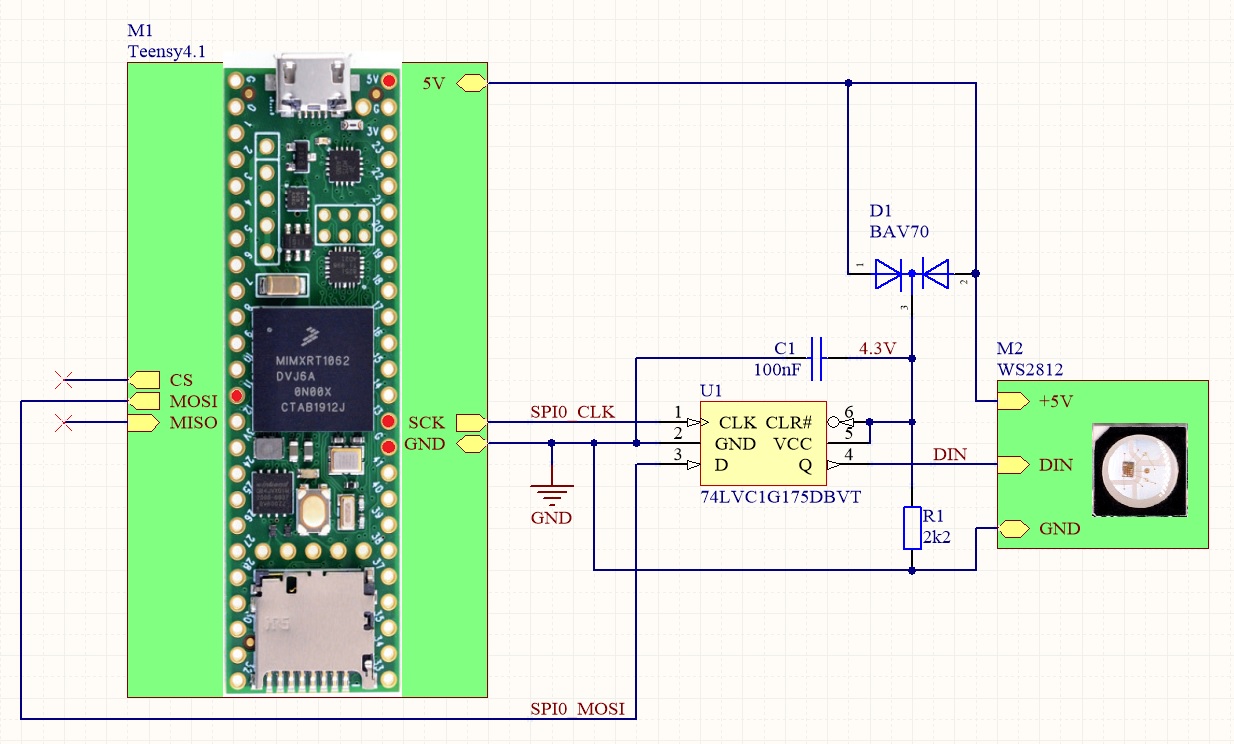 M1
Teensy4.1
5V
CS
MOSI
MISO
SCK
GND
MIMXRT1062
DVJ6A
0N00X
CTAB1912J
SPI0_CLK
GND
SPI0_MOSI
D1
BAV70
1
2
3
C1
100nF
4.3V
U1
1 CLK CLR# 6
2 GND VCC 5
3 D Q 4
74LVC1G175DBVT
DIN
R1
2k2
M2
WS2812
+5V
DIN
GND